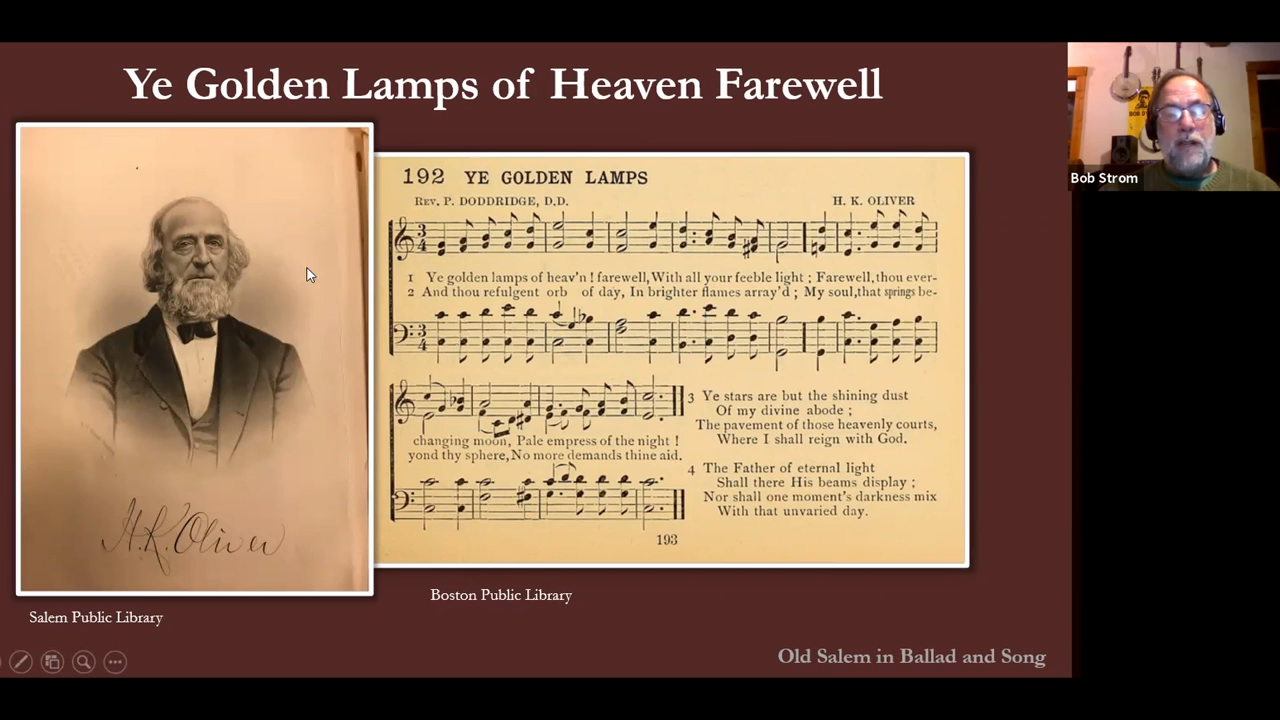 Ye Golden Lamps of Heaven Farewell
Bob Strom
192 YE GOLDEN LAMPS
REV. P. DODDRIDGE, D.D.
H. K. OLIVER
3
4
1 Ye golden lamps of heav'n! farewell, With all your feeble light; Farewell, thou ever-
2 And thou refulgent orb of day, In brighter flames array'd; My soul, that springs be-
3
4
changing moon, Pale empress of the night!
yond thy sphere, No more demands thine aid.
3 Ye stars are but the shining dust
Of my divine abode;
The pavement of those heavenly courts,
Where I shall reign with God.
4 The Father of eternal light
Shall there His beams display;
Nor shall one moment's darkness mix
With that unvaried day.
193
H. K. Oliver
Salem Public Library
Boston Public Library
Old Salem in Ballad and Song